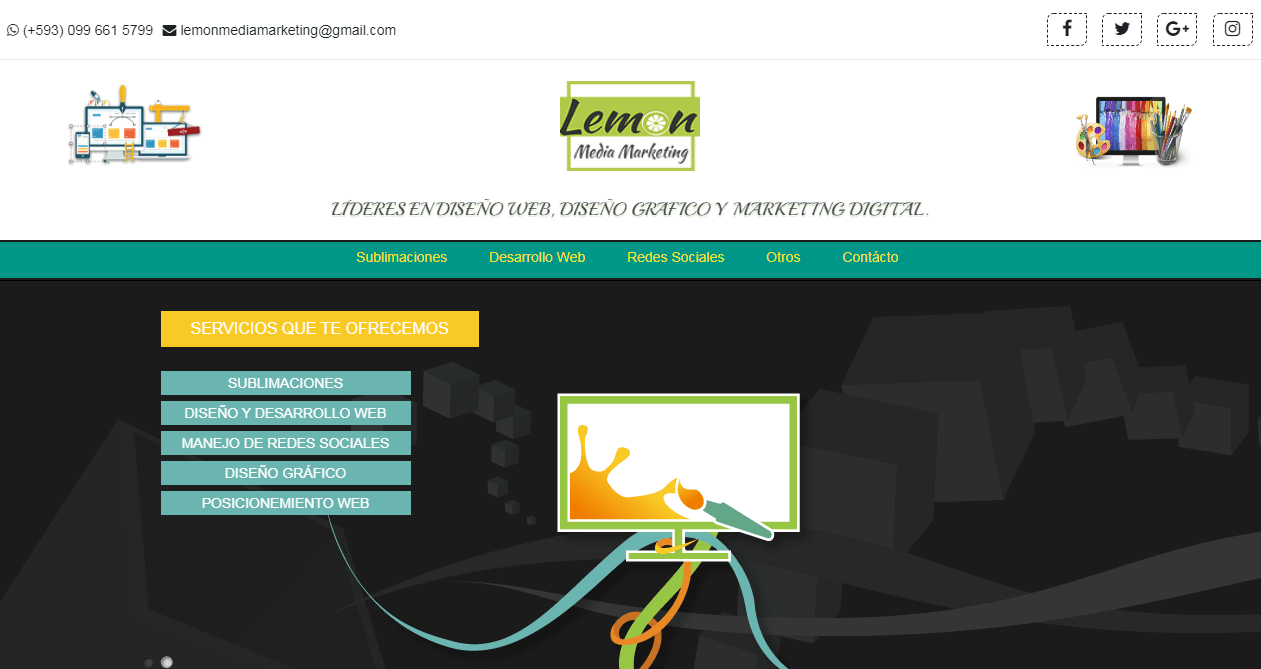 (+593) 099 661 5799 lemonmediamarketing@gmail.com
Lemon
Media Marketing
LÍDERES EN DISEÑO WEB, DISEÑO GRAFICO Y MARKETING DIGITAL.
Sublimaciones Desarrollo Web Redes Sociales Otros Contácto
SERVICIOS QUE TE OFRECEMOS
SUBLIMACIONES
DISEÑO Y DESARROLLO WEB
MANEJO DE REDES SOCIALES
DISEÑO GRÁFICO
POSICIONEMIENTO WEB